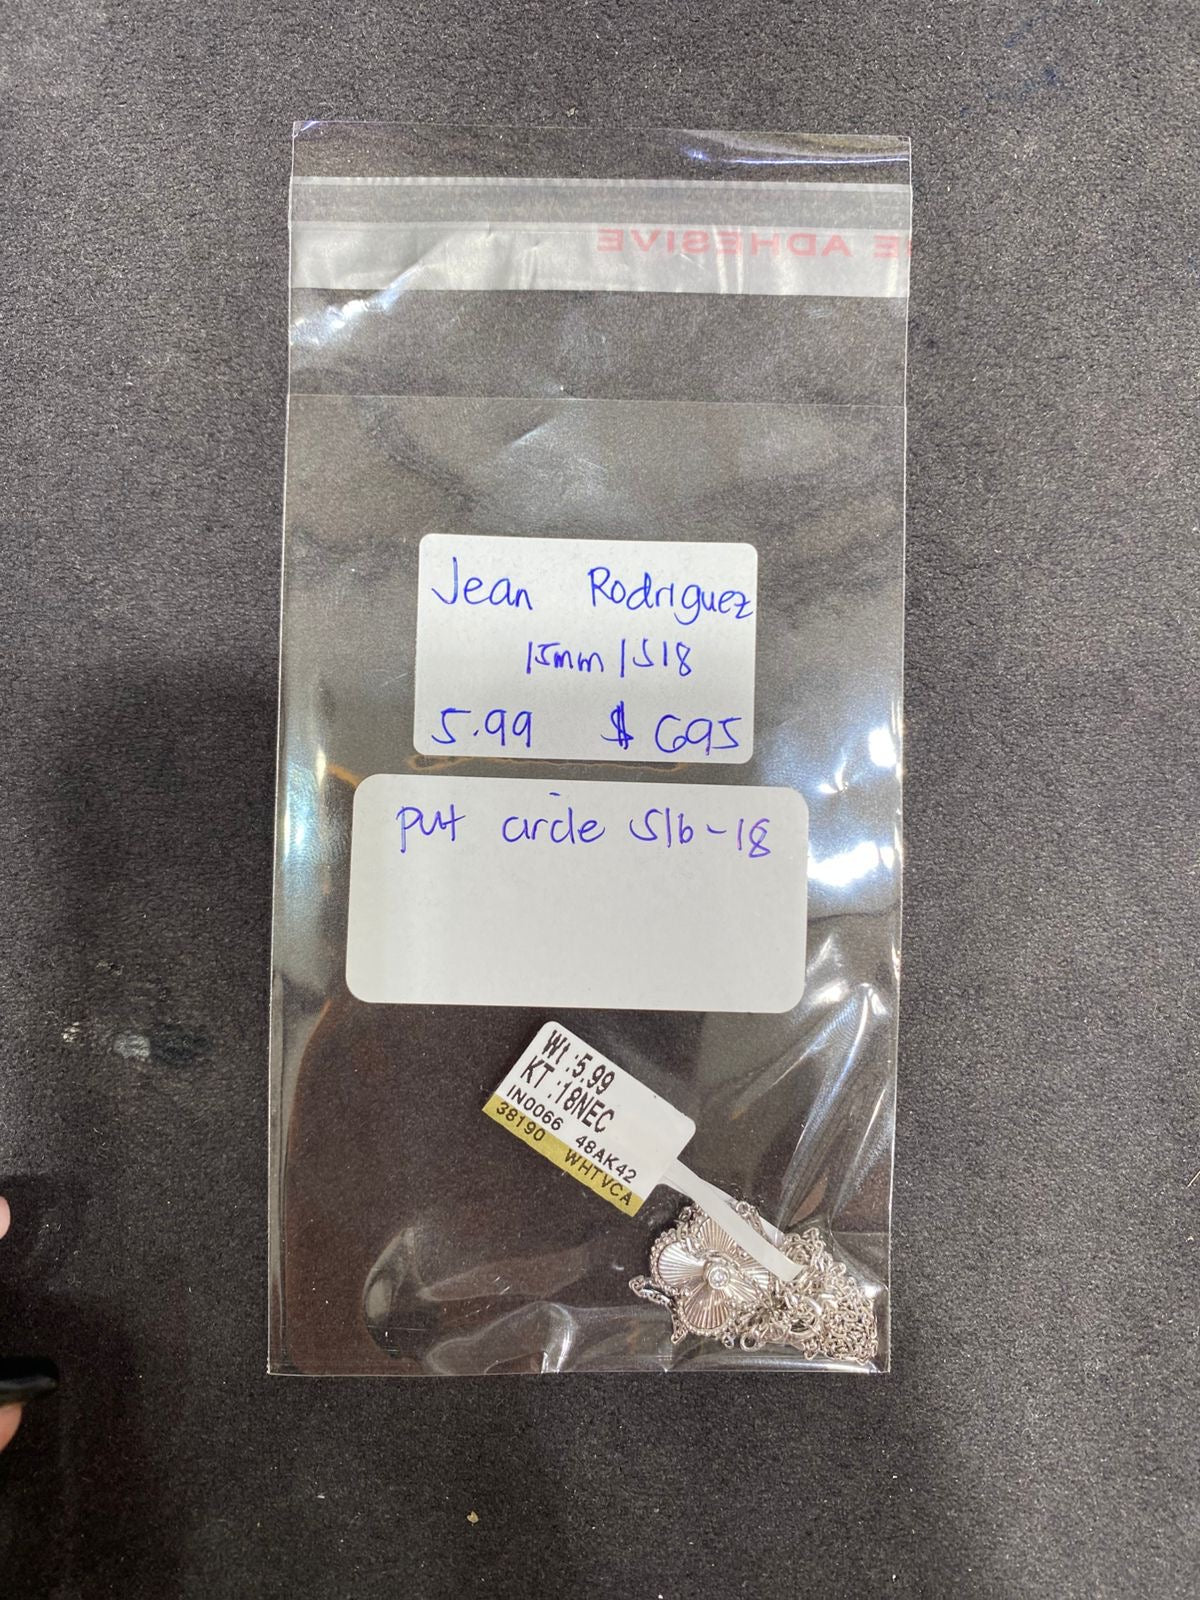 E ADHESIVE
Jean Rodriguez
15mm / S18
5.99 $ 695
put circle S16-18
Wt :5.99
KT :18NEC
IN0066 48AK42
38190 WHTVCA